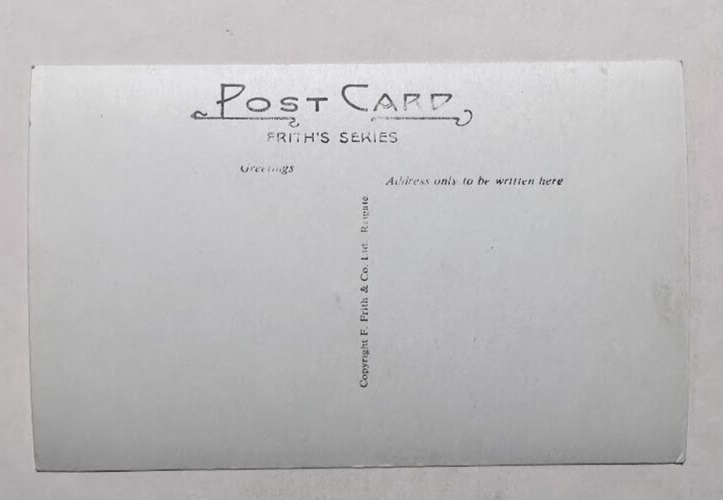 POST CARD
FRITH'S SERIES
Greetings
Address only to be written here
Copyright F. Frith & Co. Ltd. Reigate